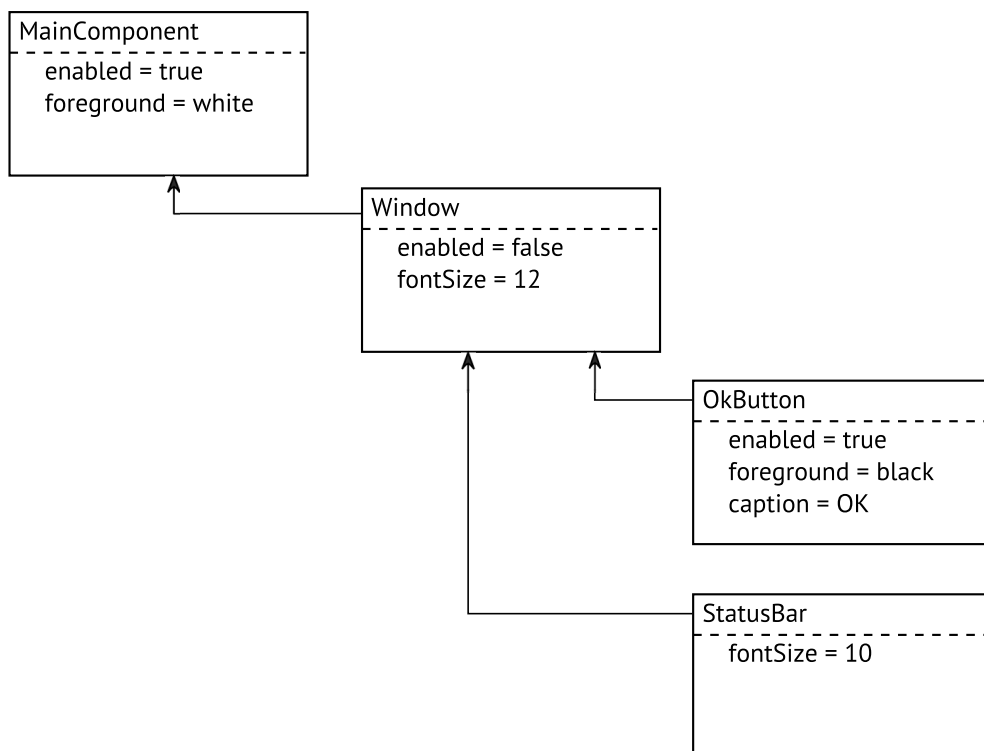 MainComponent
enabled = true
foreground = white
Window
enabled = false
fontSize = 12
OkButton
enabled = true
foreground = black
caption = OK
StatusBar
fontSize = 10